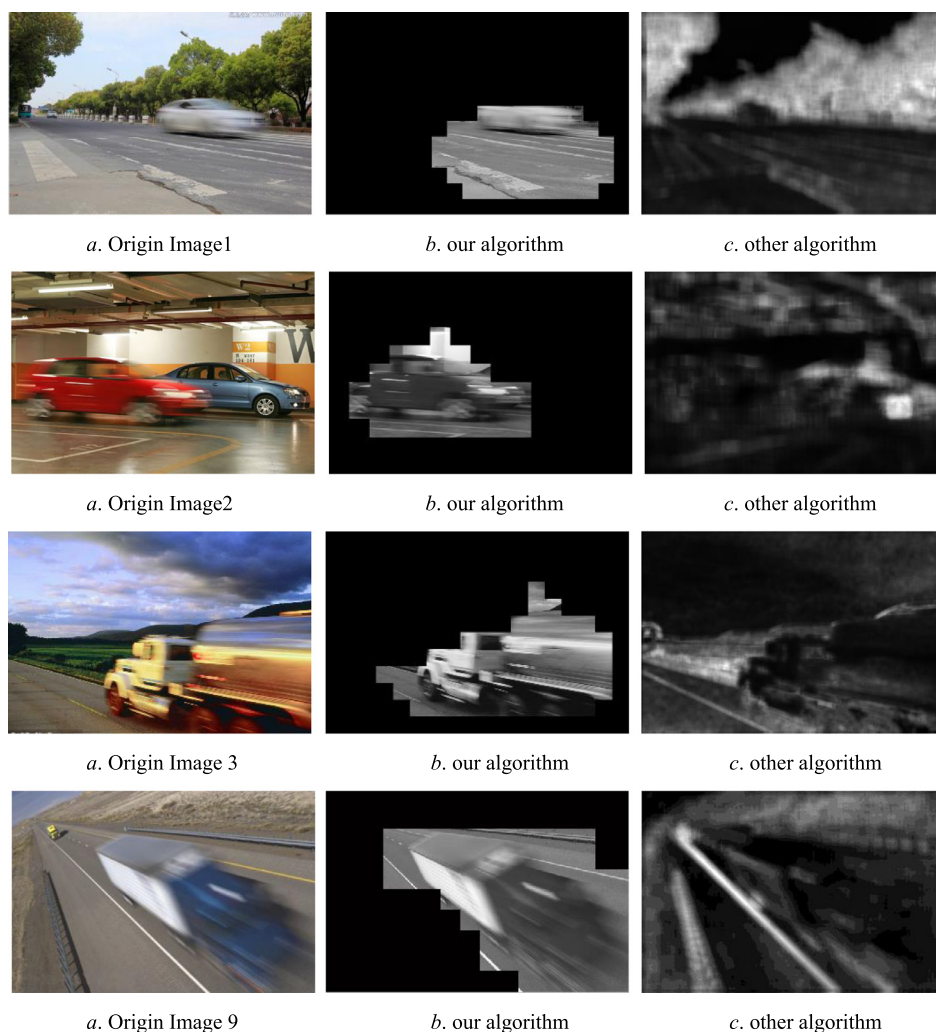 a. Origin Image1 b. our algorithm c. other algorithm
W2
W
a. Origin Image2 b. our algorithm c. other algorithm
a. Origin Image 3 b. our algorithm c. other algorithm
a. Origin Image 9 b. our algorithm c. other algorithm